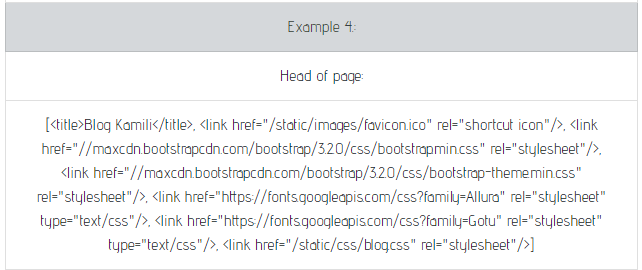 Example 4.:
Head of page:
[<title>Blog Kamili</title>, <link href="/static/images/favicon.ico" rel="shortcut icon"/>, <link
href="//maxcdn.bootstrapcdn.com/bootstrap/3.2.0/css/bootstrap.min.css" rel="stylesheet"/>,
<link href="//maxcdn.bootstrapcdn.com/bootstrap/3.2.0/css/bootstrap-theme.min.css"
rel="stylesheet"/>, <link href="https://fonts.googleapis.com/css?family=Allura" rel="stylesheet"
type="text/css"/>, <link href="https://fonts.googleapis.com/css?family=Gotu" rel="stylesheet"
type="text/css"/>, <link href="/static/css/blog.css" rel="stylesheet"/>]